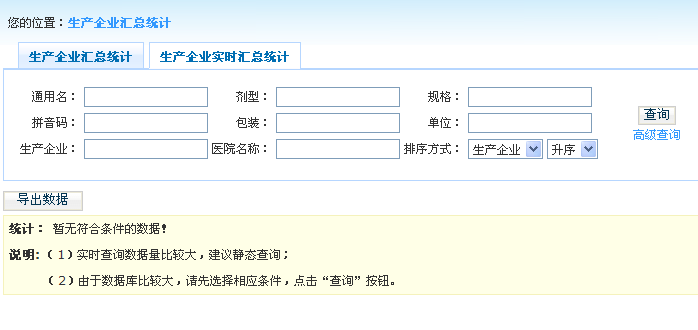 您的位置：生产企业汇总统计
生产企业汇总统计 生产企业实时汇总统计
通用名： 剂型： 规格：
拼音码： 包装： 单位： 查询
高级查询
生产企业： 医院名称： 排序方式： 生产企业 升序
导出数据
统计： 暂无符合条件的数据！
说明：（1）实时查询数据量比较大，建议静态查询；
（2）由于数据库比较大，请先选择相应条件，点击“查询”按钮。